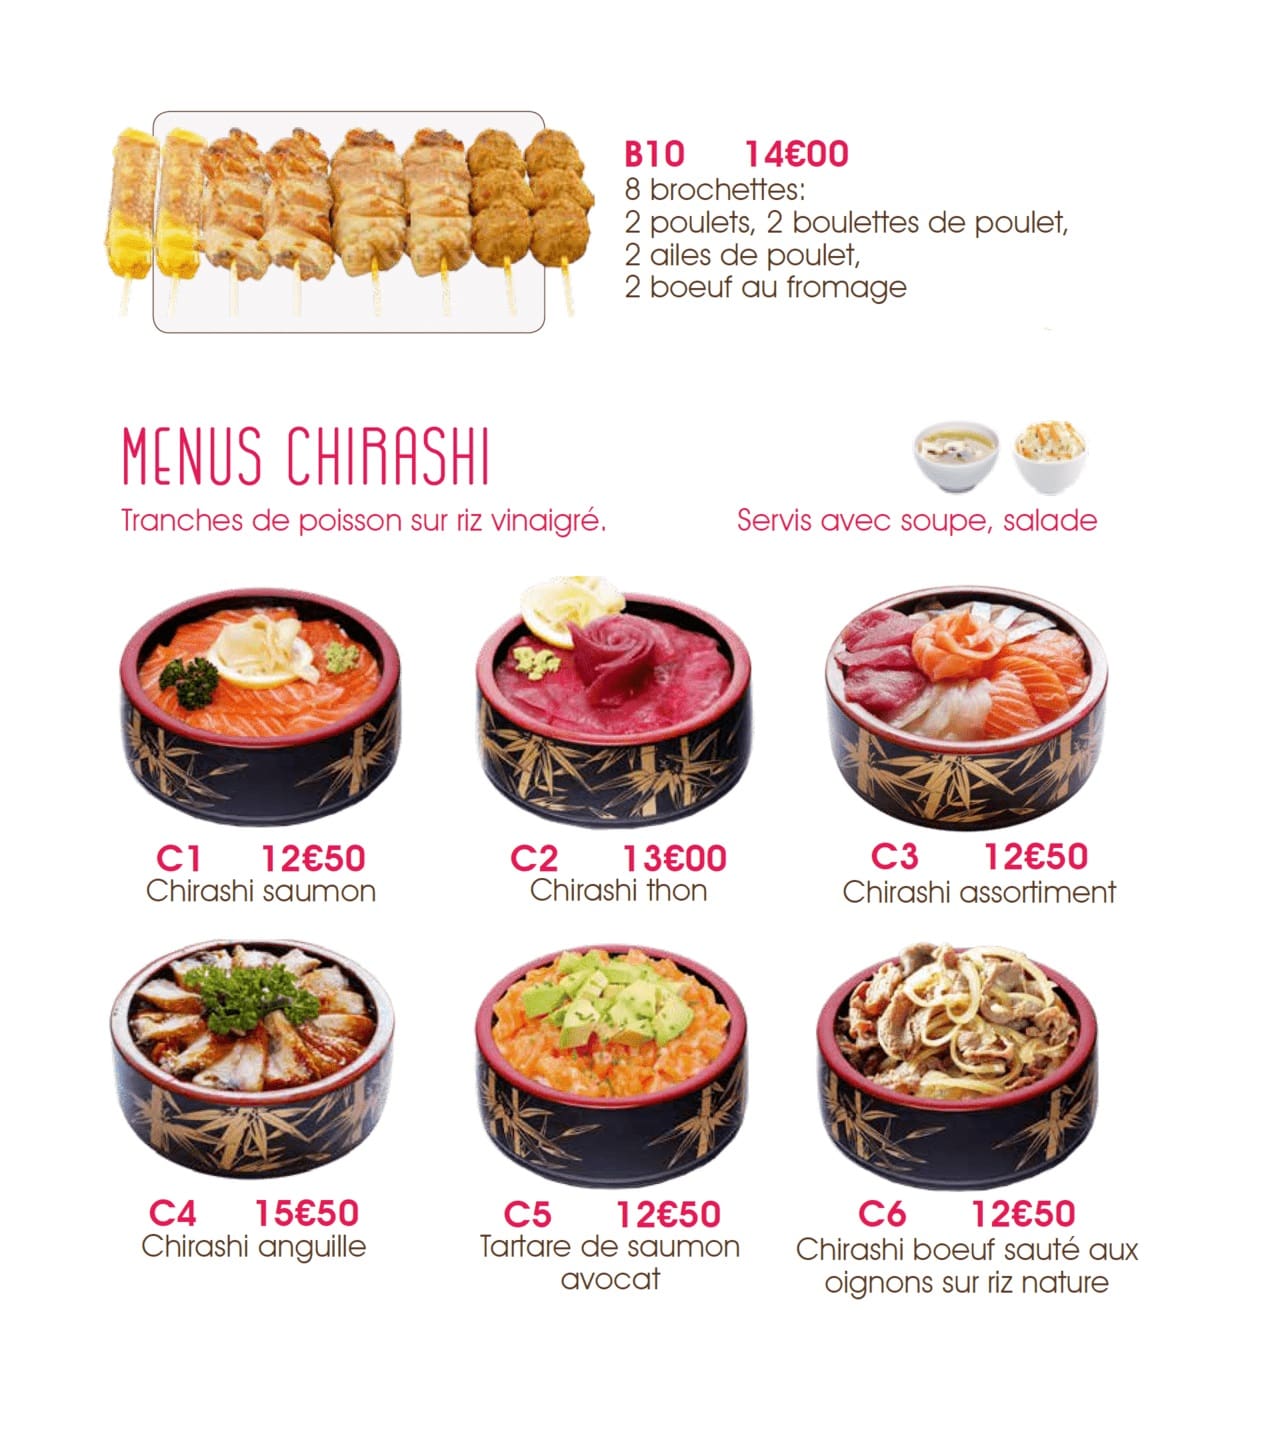 B10 14€00
8 brochettes:
2 poulets, 2 boulettes de poulet,
2 ailes de poulet,
2 boeuf au fromage
MENUS CHIRASHI
Tranches de poisson sur riz vinaigré.
Servis avec soupe, salade
C1 12€50
Chirashi saumon
C2 13€00
Chirashi thon
C3 12€50
Chirashi assortiment
C4 15€50
Chirashi anguille
C5 12€50
Tartare de saumon
avocat
C6 12€50
Chirashi boeuf sauté aux
oignons sur riz nature